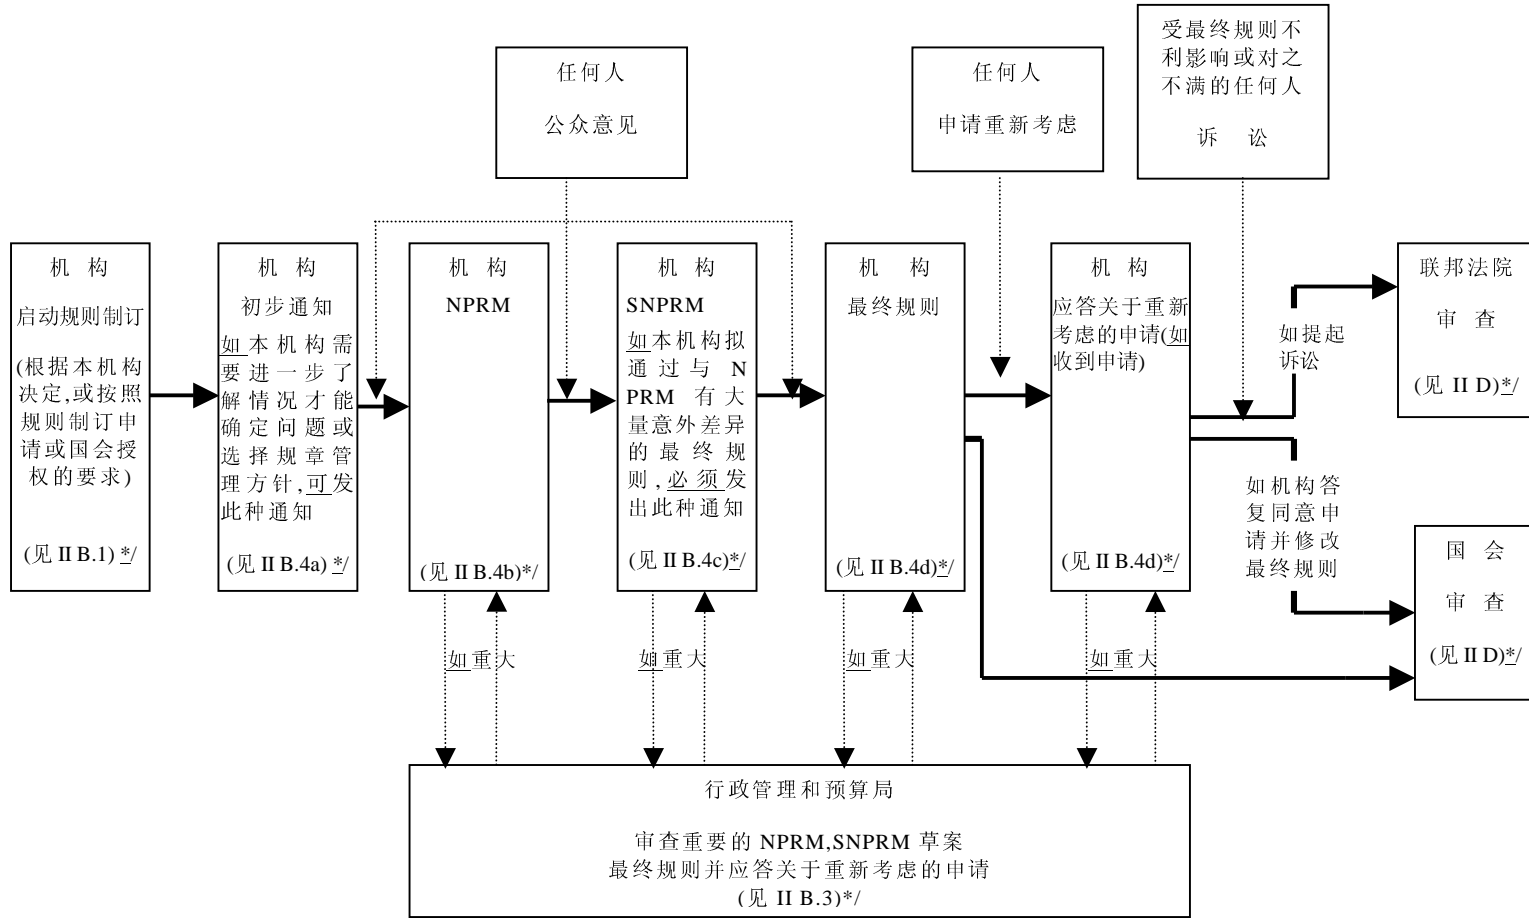 任何人
公众意见
任何人
申请重新考虑
受最终规则不
利影响或对之
不满的任何人
诉 讼
机 构
启动规则制订
(根据本机构
决定,或按照
规则制订申
请或国会授
权的要求)
(见 II B.1) */
机 构
初步通知
如本机构需
要进一步了
解情况才能
确定问题或
选择规章管
理方针,可发
此种通知
(见 II B.4a) */
机 构
NPRM
(见 II B.4b)*/
机 构
SNPRM
如本机构拟
通过与 N
PRM 有大
量意外差异
的最终规
则,必须发
出此种通知
(见 II B.4c)*/
机 构
最终规则
(见 II B.4d)*/
机 构
应答关于重新
考虑的申请(如
收到申请)
(见 II B.4d)*/
如提起
诉讼
联邦法院
审 查
(见 II D)*/
如机构答
复同意申
请并修改
最终规则
国 会
审 查
(见 II D)*/
如重大
如重大
如重大
如重大
行政管理和预算局
审查重要的 NPRM,SNPRM 草案
最终规则并应答关于重新考虑的申请
(见 II B.3)*/